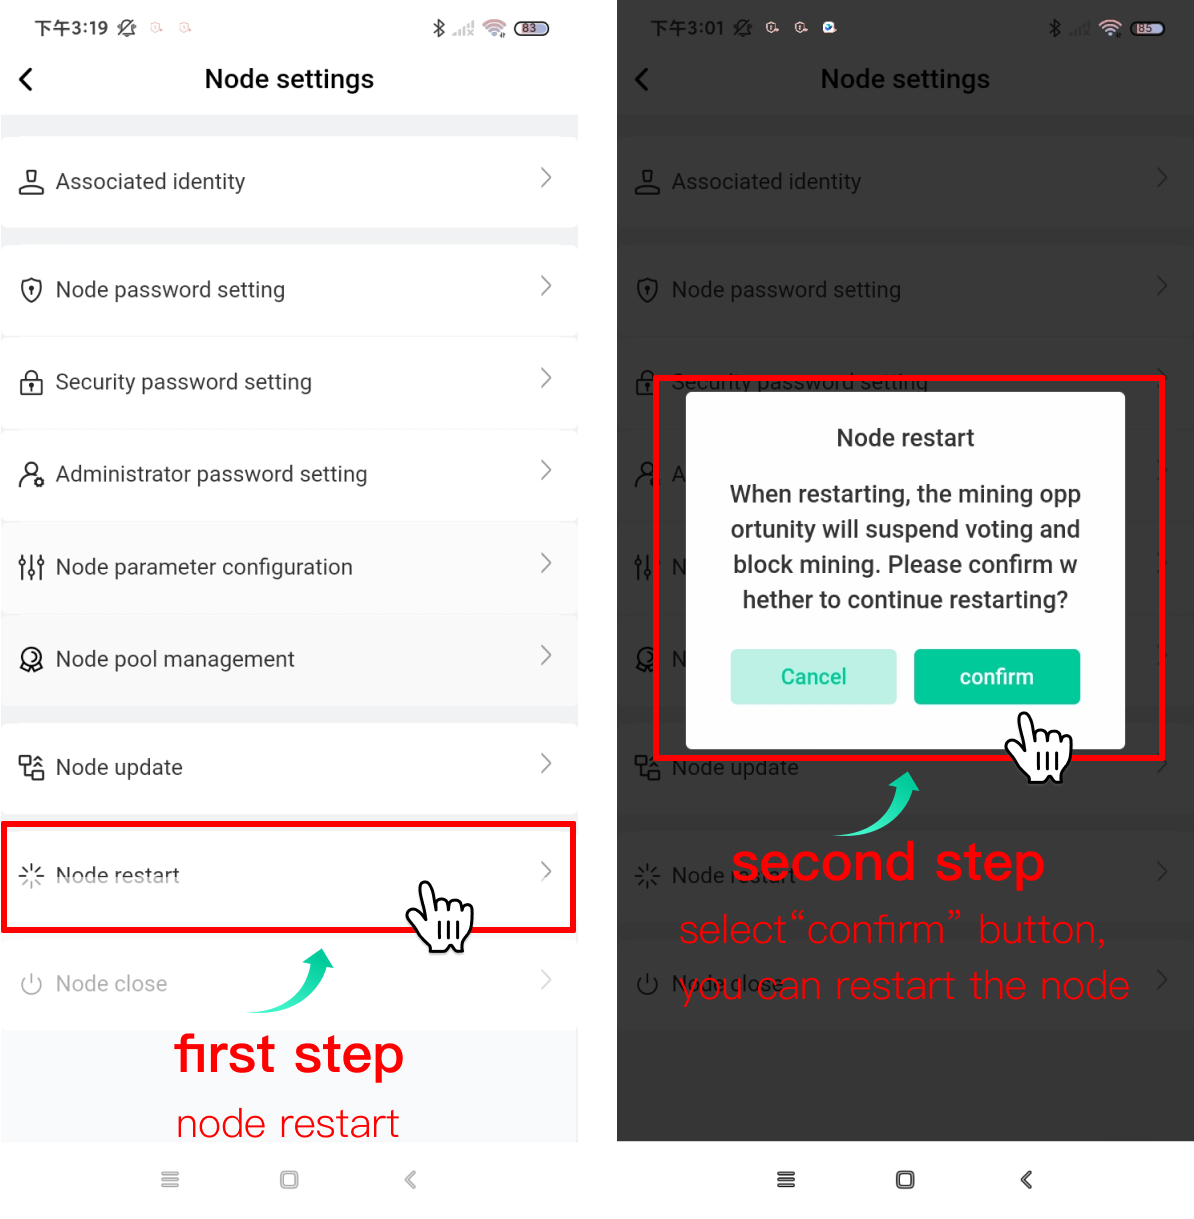 下午3:19
83
Node settings
Associated identity
Node password setting
Security password setting
Administrator password setting
Node parameter configuration
Node pool management
Node update
Node restart
Node close
first step
node restart
下午3:01
85
Node settings
Associated identity
Node password setting
Security password setting
A
N
N
Node restart
When restarting, the mining opp
ortunity will suspend voting and
block mining. Please confirm w
hether to continue restarting?
Cancel
confirm
Node update
Node restart
second step
select“confirm” button,
Node close
you can restart the node